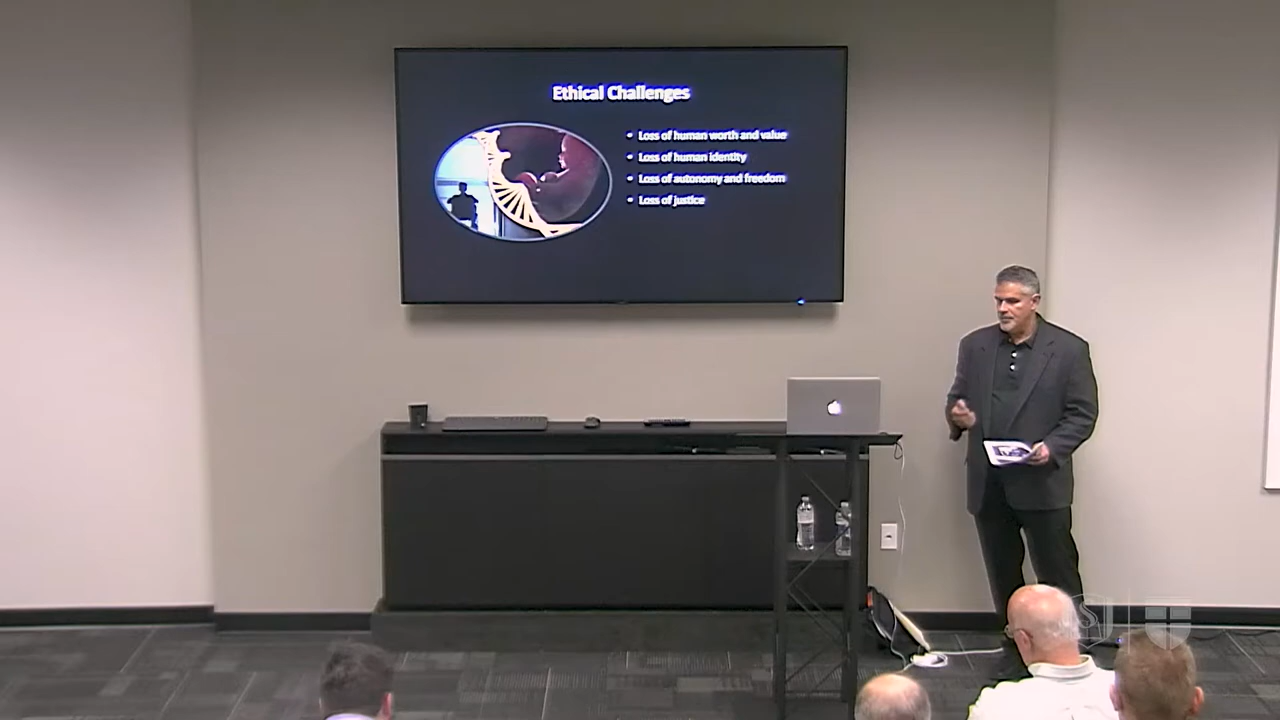 Ethical Challenges
• Loss of human worth and value
• Loss of human identity
• Loss of autonomy and freedom
• Loss of justice